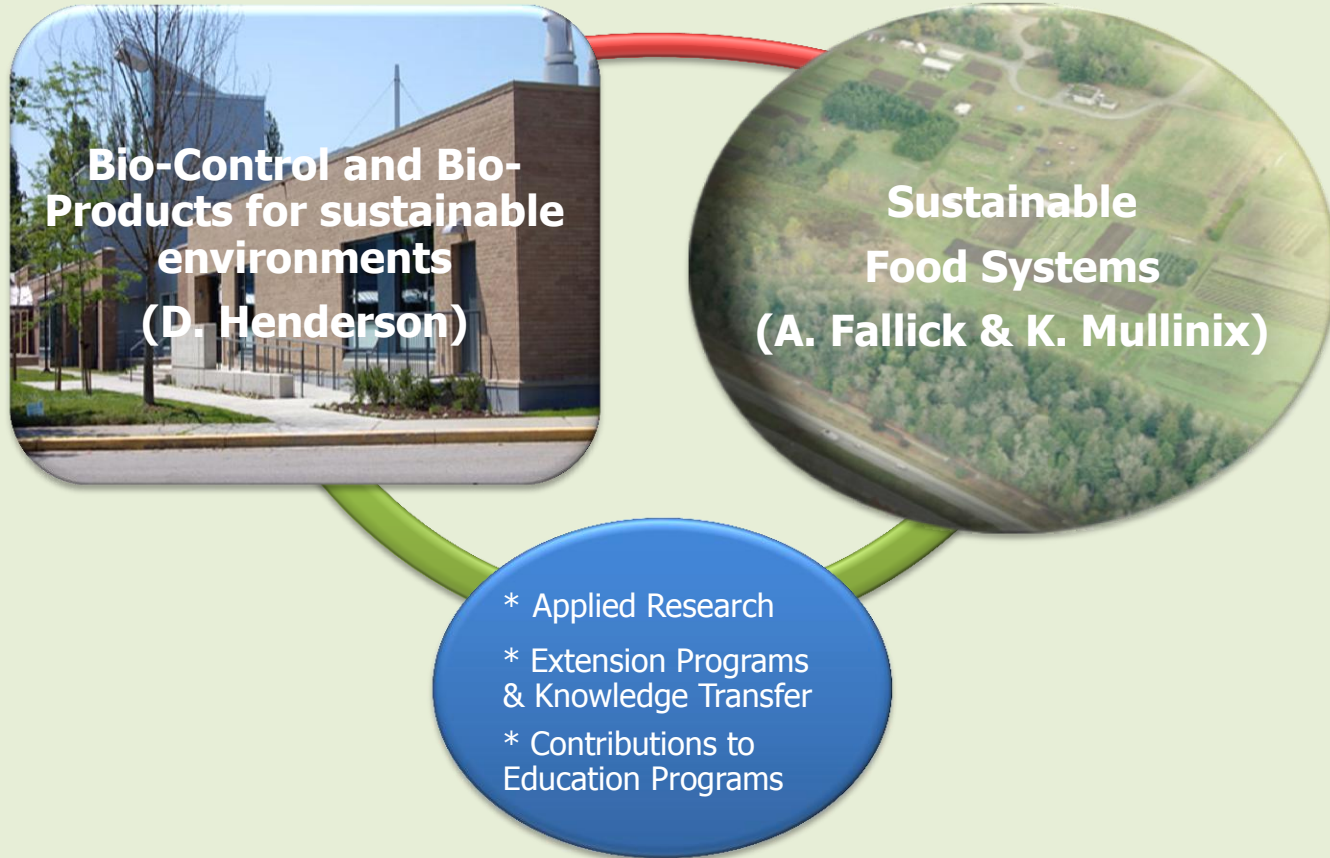 Bio-Control and Bio-
Products for sustainable
environments
(D. Henderson)
Sustainable
Food Systems
(A. Fallick & K. Mullinix)
* Applied Research
* Extension Programs
& Knowledge Transfer
* Contributions to
Education Programs